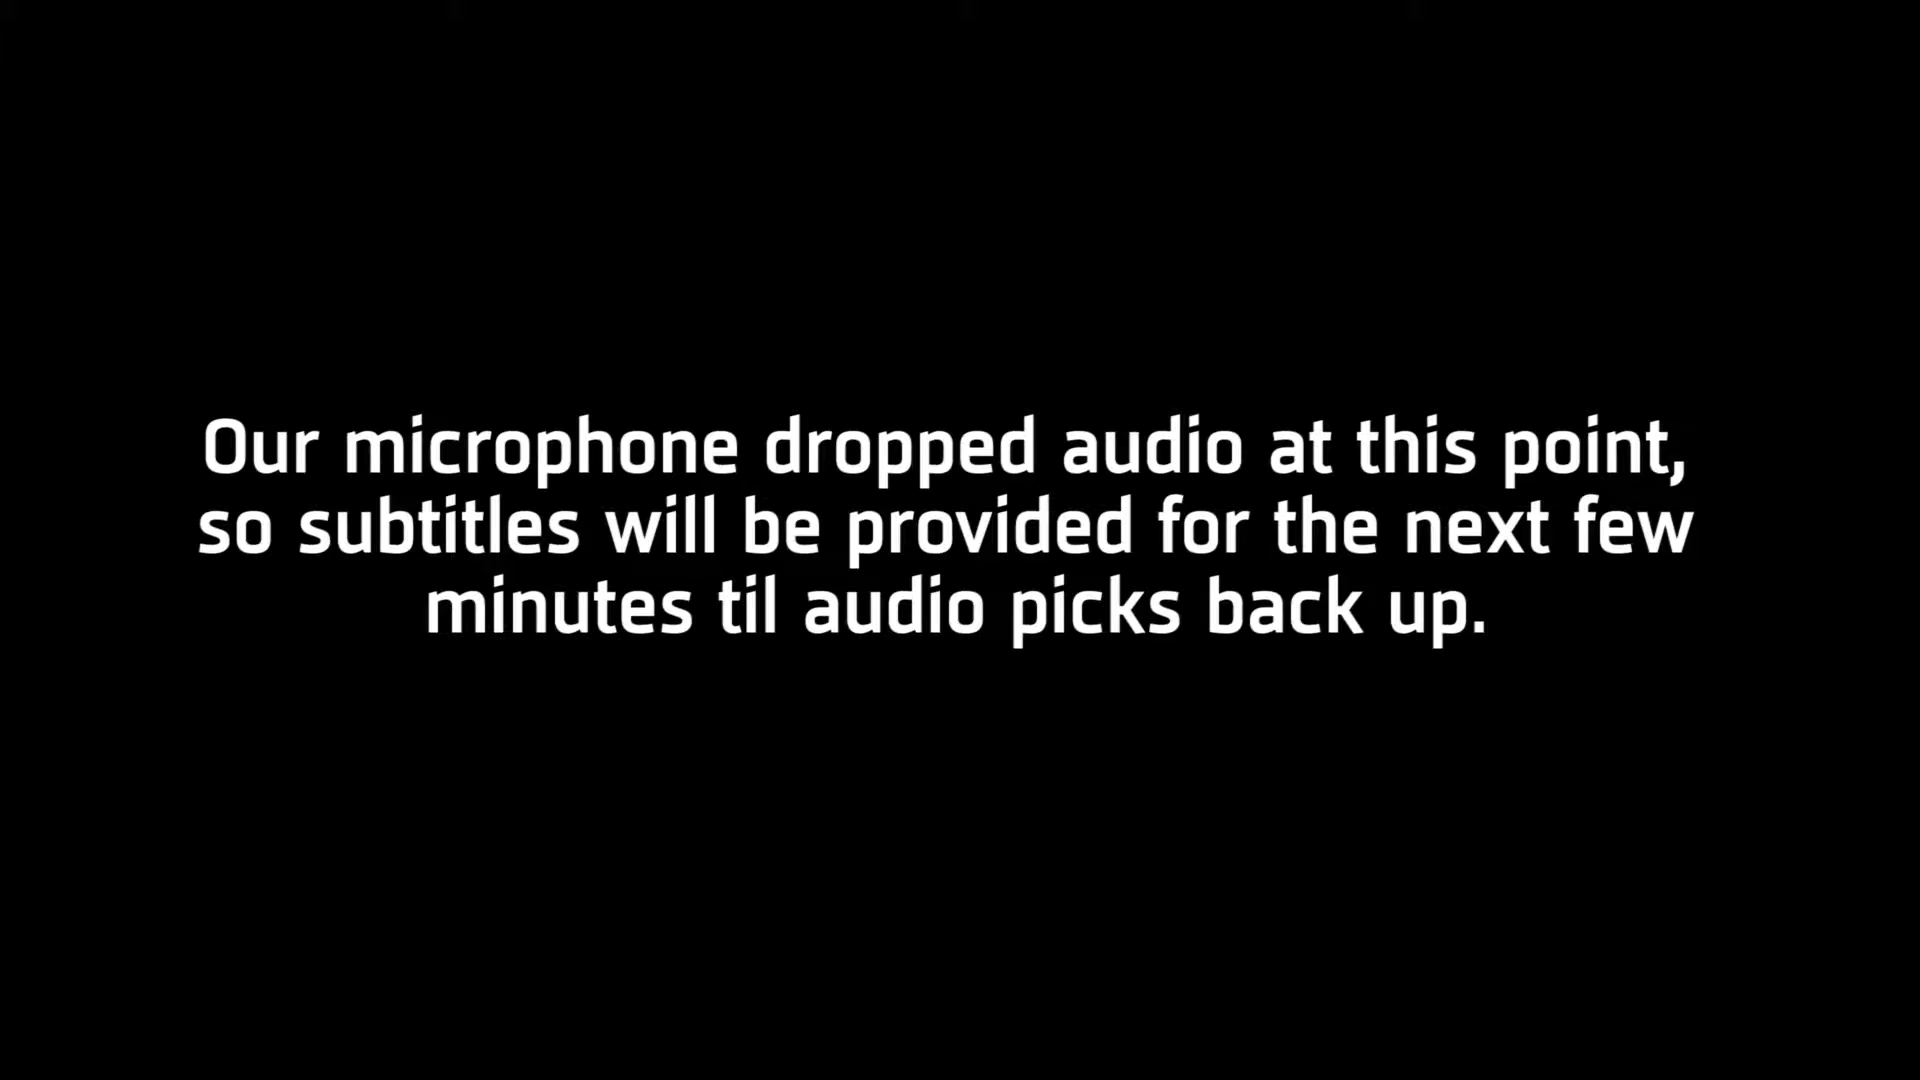 Our microphone dropped audio at this point,
so subtitles will be provided for the next few
minutes til audio picks back up.